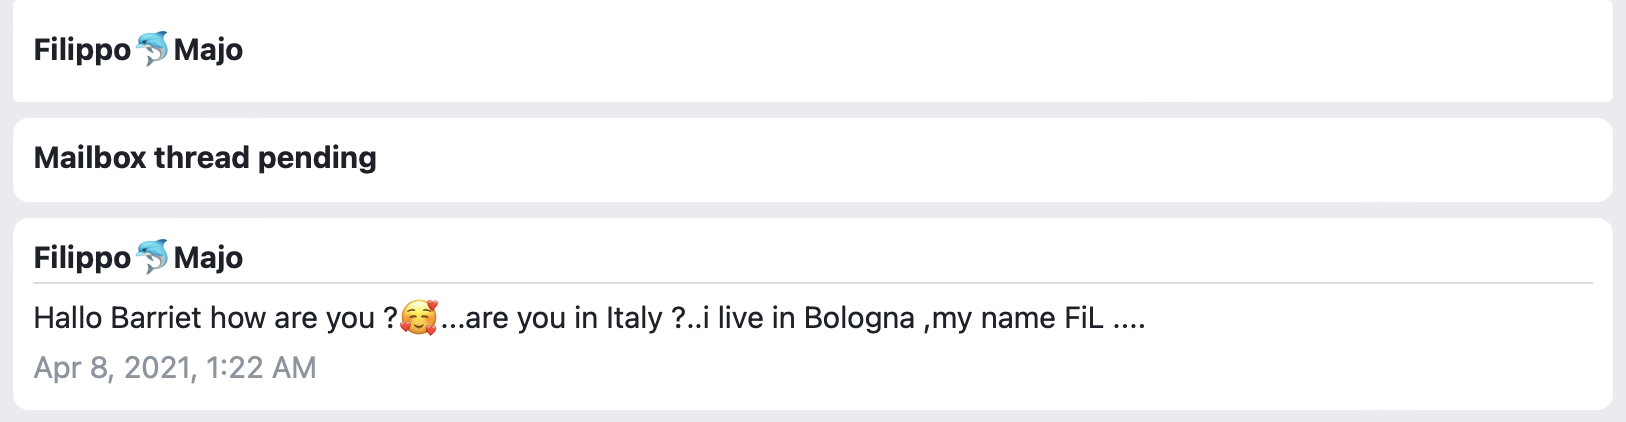 Filippo🐬Majo
Mailbox thread pending
Filippo🐬Majo
Hallo Barriet how are you ?🥰...are you in Italy ?..i live in Bologna ,my name FiL ....
Apr 8, 2021, 1:22 AM